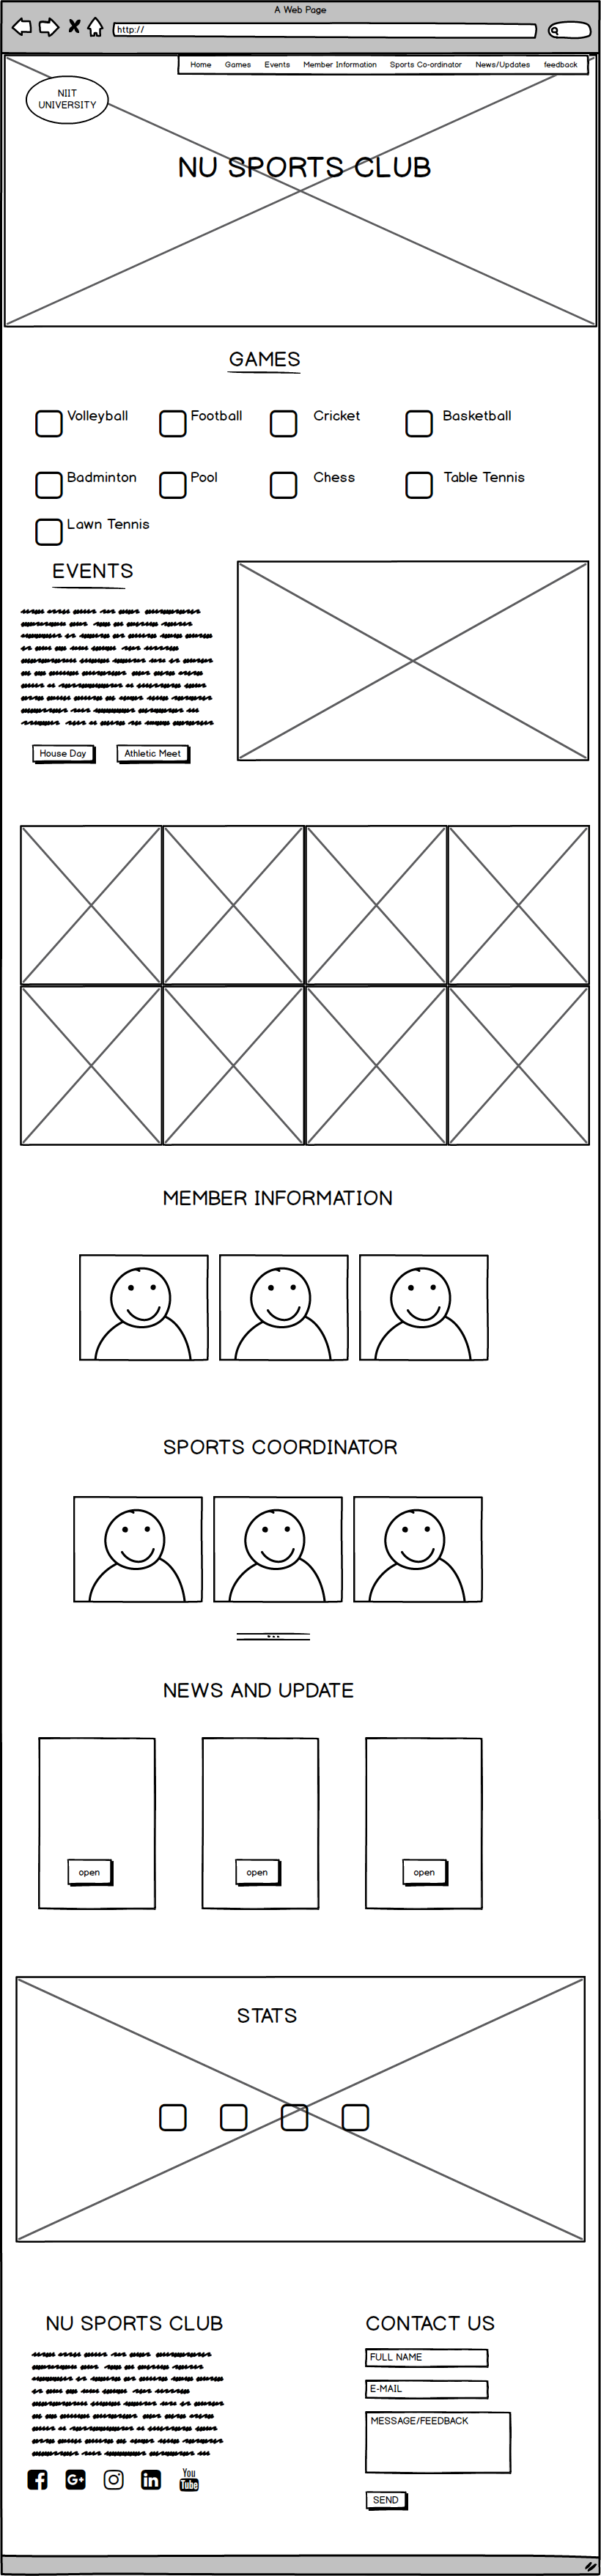 A Web Page
http://
Home Games Events Member Information Sports Co-ordinator News/Updates feedback
NIIT
UNIVERSITY
NU SPORTS CLUB
GAMES
Volleyball Football Cricket Basketball
Badminton Pool Chess Table Tennis
Lawn Tennis
EVENTS
House Day Athletic Meet
MEMBER INFORMATION
SPORTS COORDINATOR
NEWS AND UPDATE
open open open
STATS
NU SPORTS CLUB
CONTACT US
FULL NAME
E-MAIL
MESSAGE/FEEDBACK
You
Tube
SEND